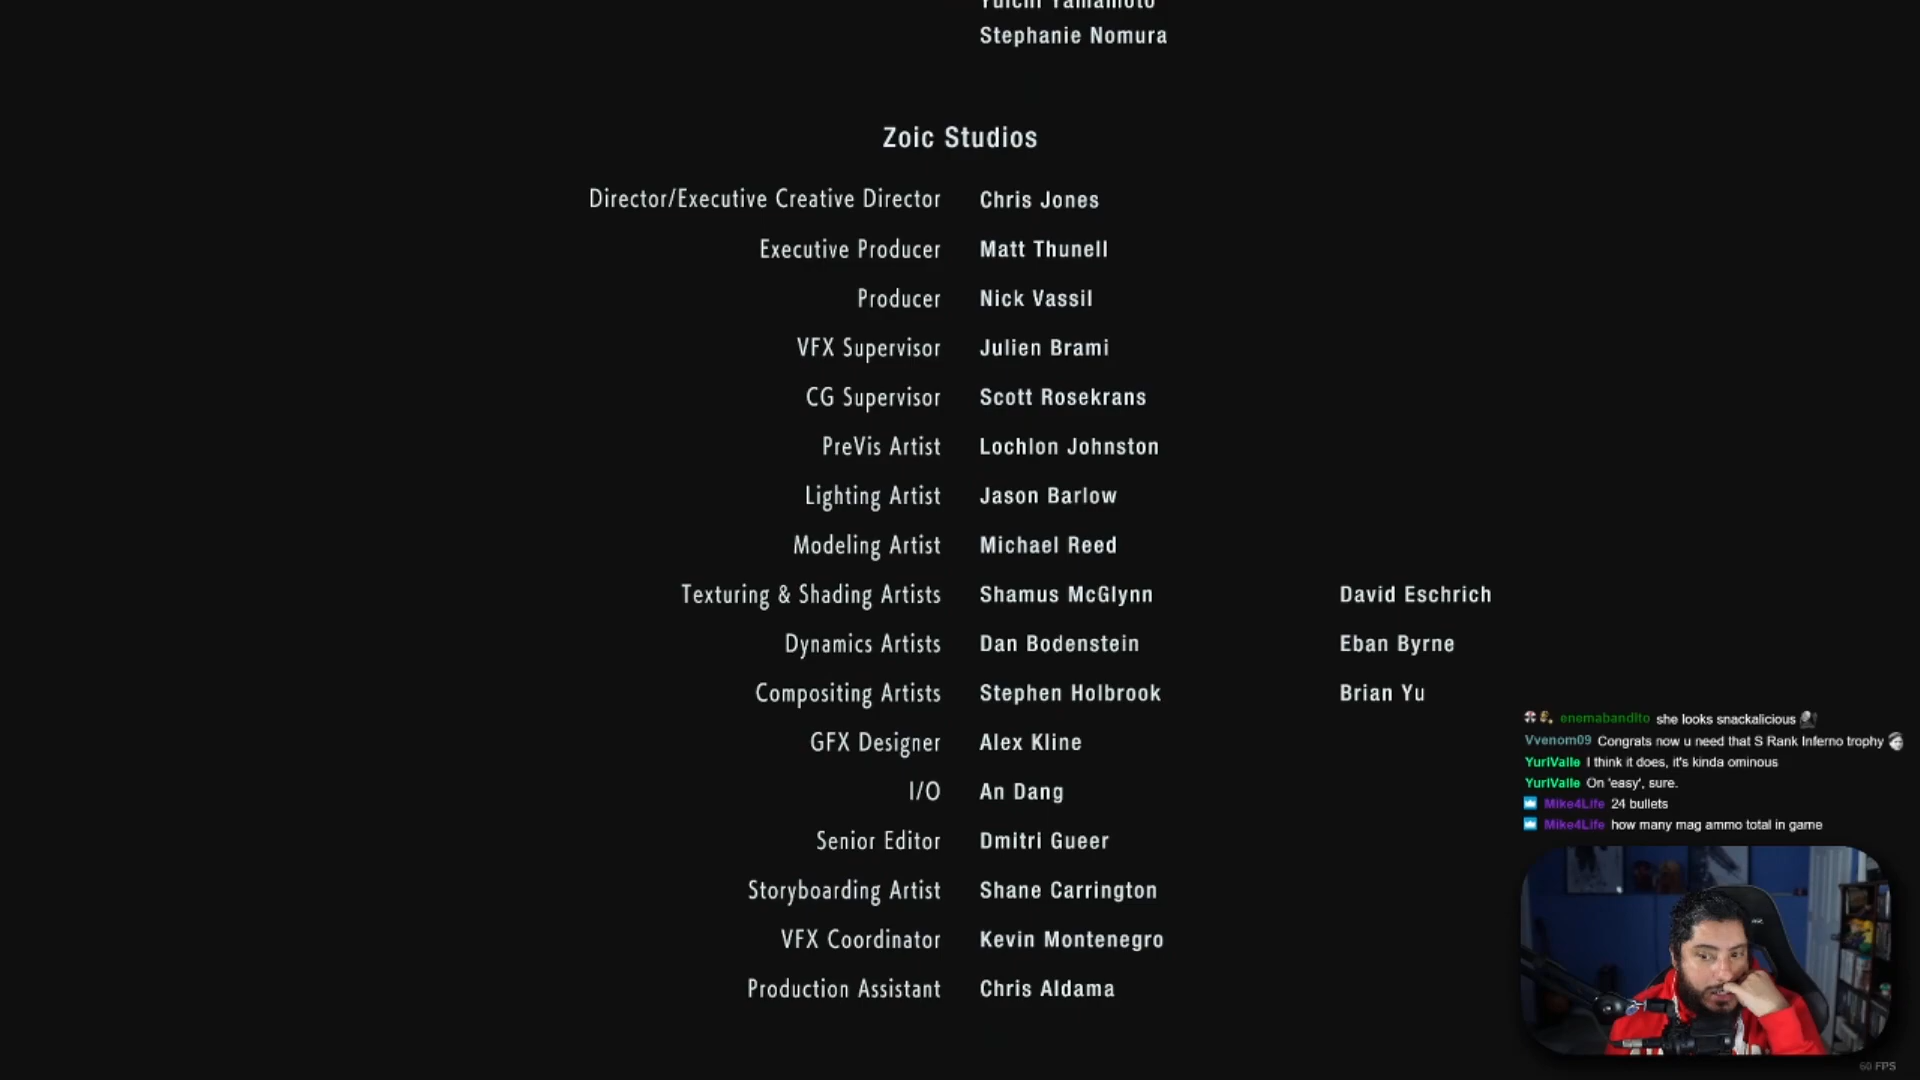 Yuichi Yamamoto
Stephanie Nomura
Zoic Studios
Director/Executive Creative Director Chris Jones
Executive Producer Matt Thunell
Producer Nick Vassil
VFX Supervisor Julien Brami
CG Supervisor Scott Rosekrans
PreVis Artist Lochlon Johnston
Lighting Artist Jason Barlow
Modeling Artist Michael Reed
Texturing & Shading Artists Shamus McGlynn David Eschrich
Dynamics Artists Dan Bodenstein Eban Byrne
Compositing Artists Stephen Holbrook Brian Yu
GFX Designer Alex Kline
I/O An Dang
Senior Editor Dmitri Gueer
Storyboarding Artist Shane Carrington
VFX Coordinator Kevin Montenegro
Production Assistant Chris Aldama
enemabandito she looks snackalicious
Vvenom09 Congrats now u need that S Rank Inferno trophy
YuriValle I think it does, it's kinda ominous
YuriValle On 'easy', sure.
Mike4Life 24 bullets
Mike4Life how many mag ammo total in game
60 FPS